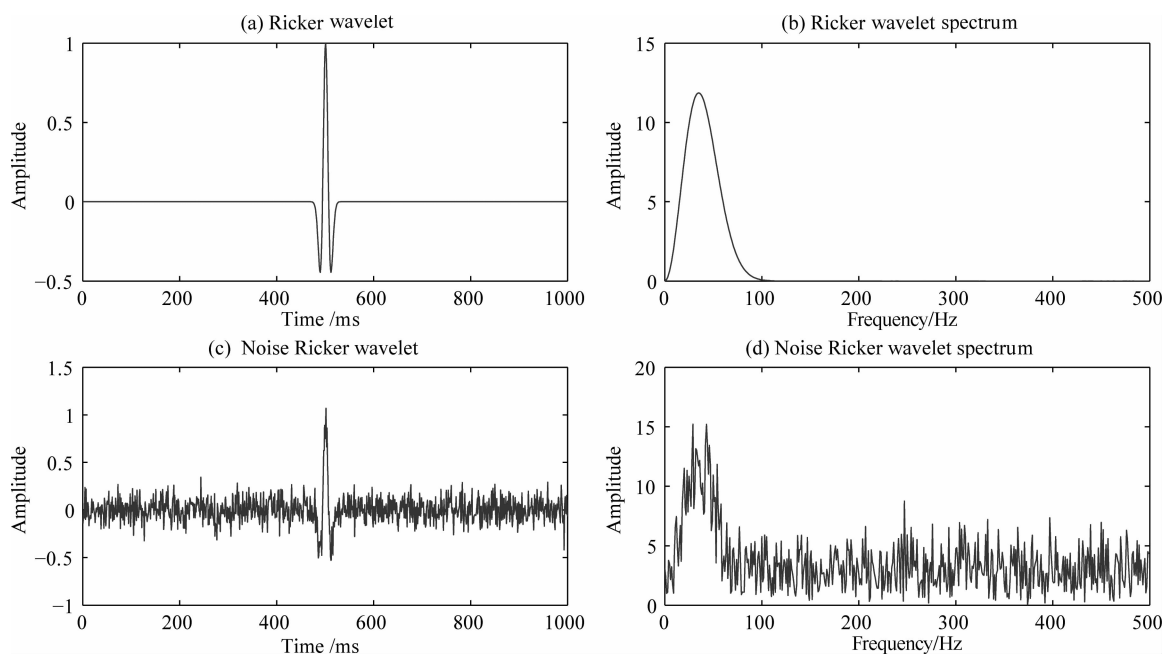 (a) Ricker wavelet
1
0.5
0
−0.5
Amplitude
0 200 400 600 800 1000
Time /ms
(b) Ricker wavelet spectrum
15
10
5
0
Amplitude
0 100 200 300 400 500
Frequency/Hz
(c) Noise Ricker wavelet
1.5
1
0.5
0
−0.5
−1
Amplitude
0 200 400 600 800 1000
Time /ms
(d) Noise Ricker wavelet spectrum
20
15
10
5
0
Amplitude
0 100 200 300 400 500
Frequency/Hz